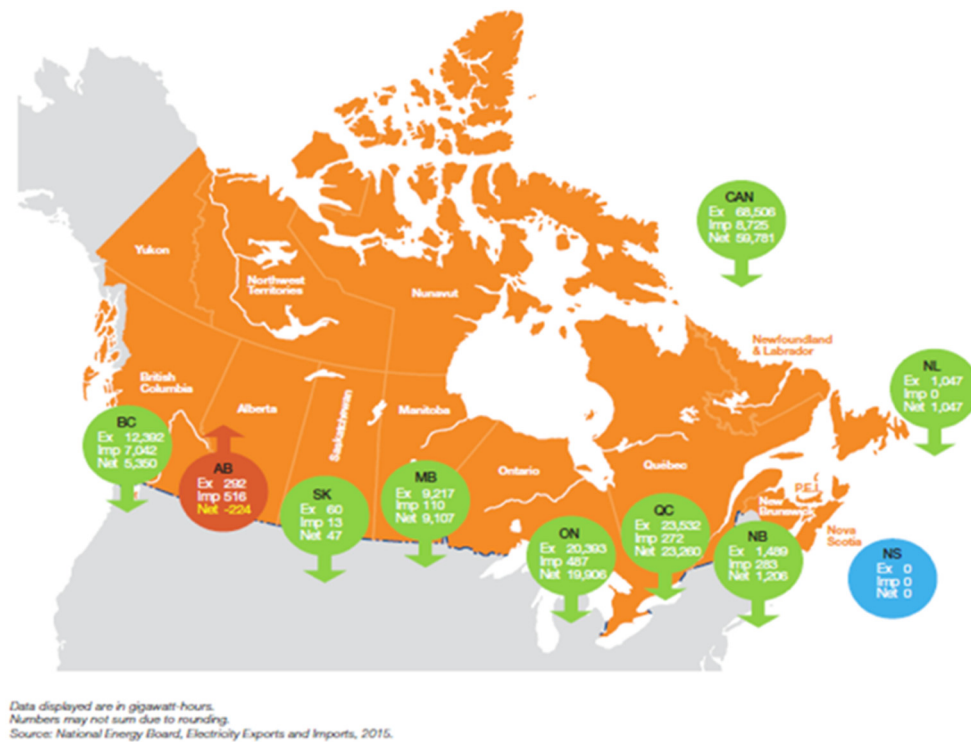 CAN
Ex 68,506
Imp 8,725
Net 59,781
Yukon
Northwest
Territories
Nunavut
Newfoundland
& Labrador
NL
Ex 1,047
Imp 0
Net 1,047
British
Columbia
Alberta
Saskatchewan
Manitoba
Ontario
Québec
P.E.I.
New
Brunswick
Nova
Scotia
BC
Ex 12,392
Imp 7,042
Net 5,350
AB
Ex 292
Imp 516
Net -224
SK
Ex 60
Imp 13
Net 47
MB
Ex 9,217
Imp 110
Net 9,107
ON
Ex 20,393
Imp 487
Net 19,906
QC
Ex 23,532
Imp 272
Net 23,260
NB
Ex 1,489
Imp 283
Net 1,206
NS
Ex 0
Imp 0
Net 0
Data displayed are in gigawatt-hours.
Numbers may not sum due to rounding.
Source: National Energy Board, Electricity Exports and Imports, 2015.